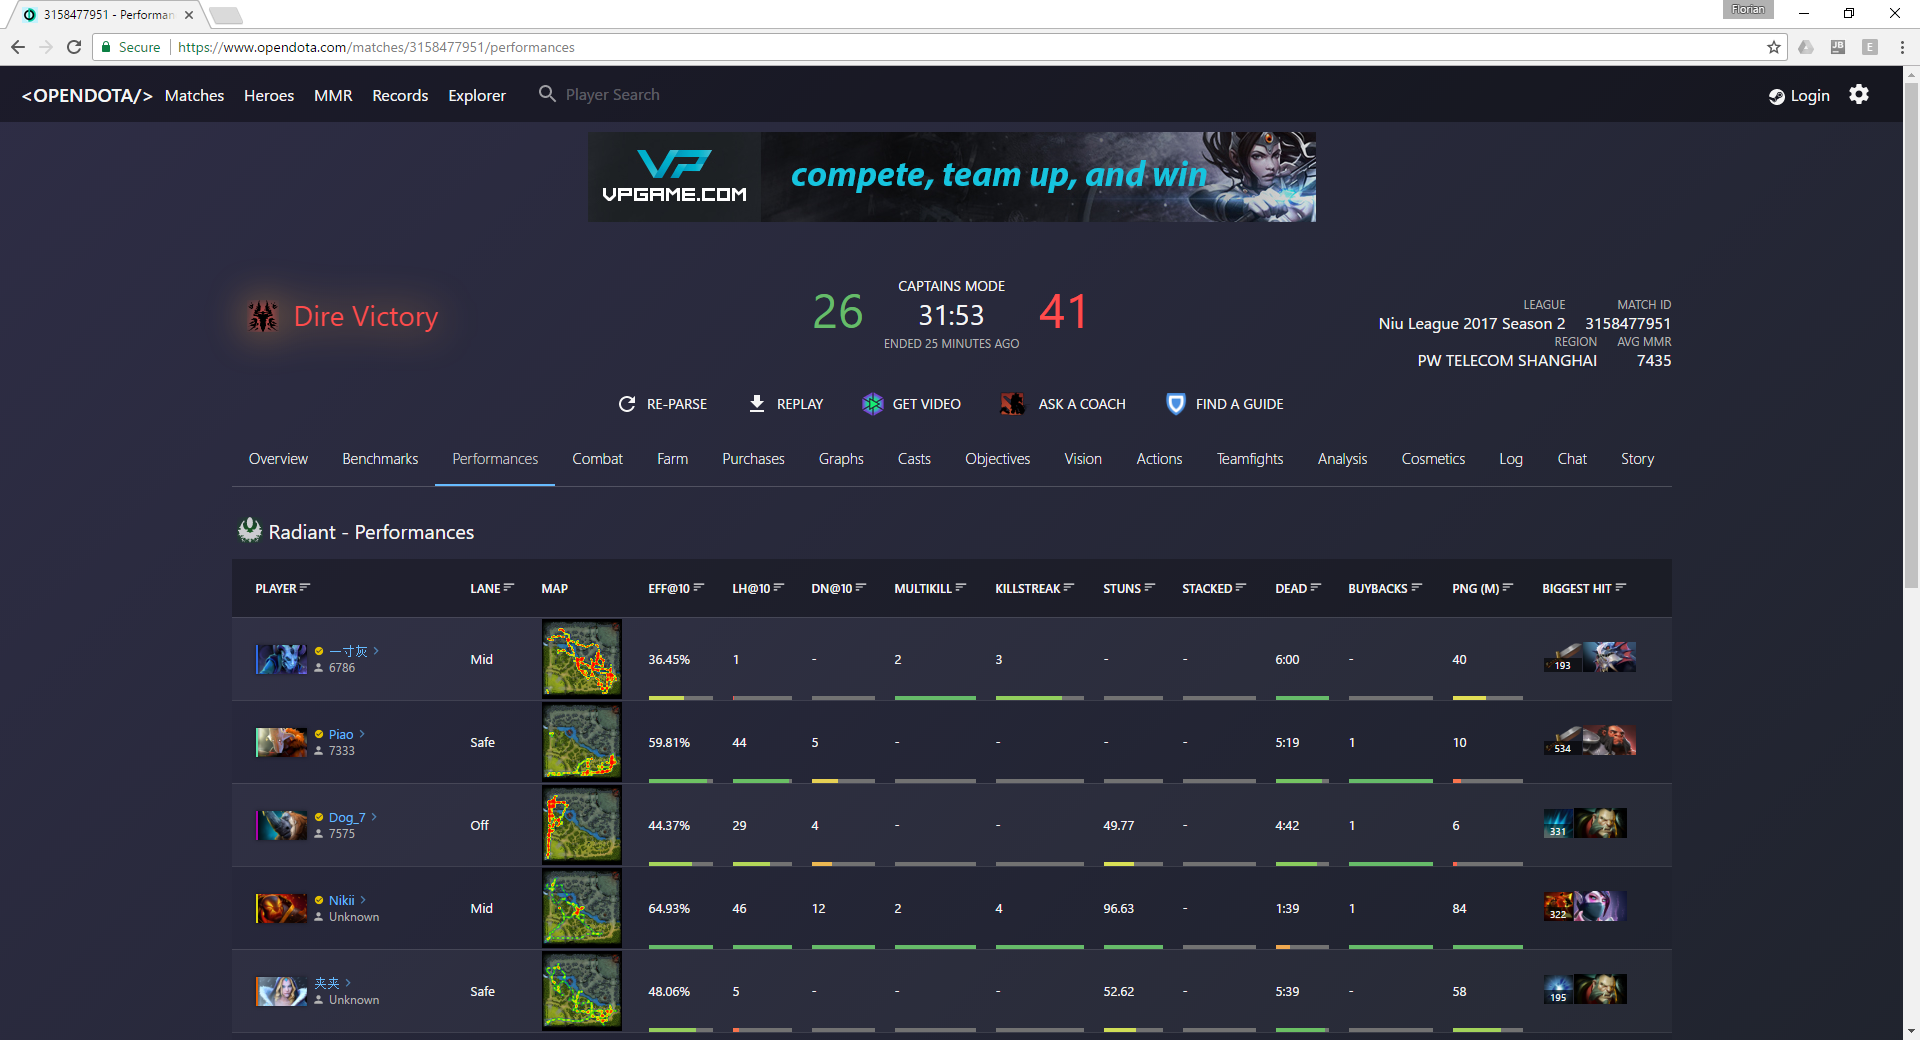 3158477951 - Performan
Florian
Secure
https://www.opendota.com/matches/3158477951/performances
JB
E
<OPENDOTA/>
Matches
Heroes
MMR
Records
Explorer
Player Search
Login
VP
VPGAME.COM
compete, team up, and win
Dire Victory
26
CAPTAINS MODE
31:53
ENDED 25 MINUTES AGO
41
LEAGUE MATCH ID
Niu League 2017 Season 2 3158477951
REGION AVG MMR
PW TELECOM SHANGHAI 7435
RE-PARSE
REPLAY
GET VIDEO
ASK A COACH
FIND A GUIDE
Overview Benchmarks Performances Combat Farm Purchases Graphs Casts Objectives Vision Actions Teamfights Analysis Cosmetics Log Chat Story
Radiant - Performances
PLAYER LANE MAP EFF@10 LH@10 DN@10 MULTIKILL KILLSTREAK STUNS STACKED DEAD BUYBACKS PNG (M) BIGGEST HIT
一寸灰
6786
Mid 36.45% 1 - 2 3 - - 6:00 - 40 193
Piao
7333
Safe 59.81% 44 5 - - - - 5:19 1 10 534
Dog_7
7575
Off 44.37% 29 4 - - 49.77 - 4:42 1 6 331
Nikii
Unknown
Mid 64.93% 46 12 2 4 96.63 - 1:39 1 84 322
夹夹
Unknown
Safe 48.06% 5 - - - 52.62 - 5:39 - 58 195